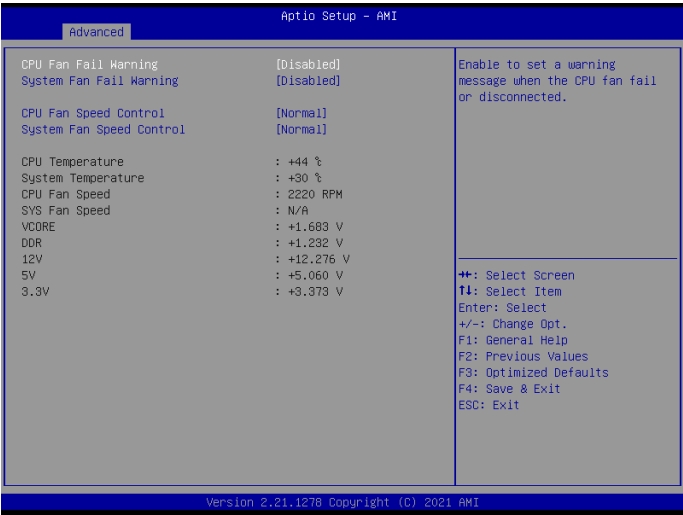 Aptio Setup – AMI
Advanced
CPU Fan Fail Warning [Disabled]
System Fan Fail Warning [Disabled]
CPU Fan Speed Control [Normal]
System Fan Speed Control [Normal]
CPU Temperature : +44 %
System Temperature : +30 %
CPU Fan Speed : 2220 RPM
SYS Fan Speed : N/A
VCORE : +1.683 V
DDR : +1.232 V
12V : +12.276 V
5V : +5.060 V
3.3V : +3.373 V
Enable to set a warning
message when the CPU fan fail
or disconnected.
→←: Select Screen
↑↓: Select Item
Enter: Select
+/-: Change Opt.
F1: General Help
F2: Previous Values
F3: Optimized Defaults
F4: Save & Exit
ESC: Exit
Version 2.21.1278 Copyright (C) 2021 AMI